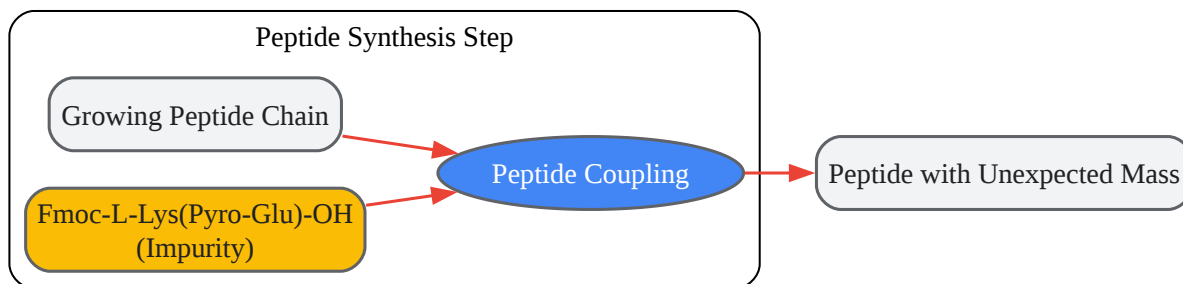 Peptide Synthesis Step
Growing Peptide Chain
Fmoc-L-Lys(Pyro-Glu)-OH
(Impurity)
Peptide Coupling
Peptide with Unexpected Mass